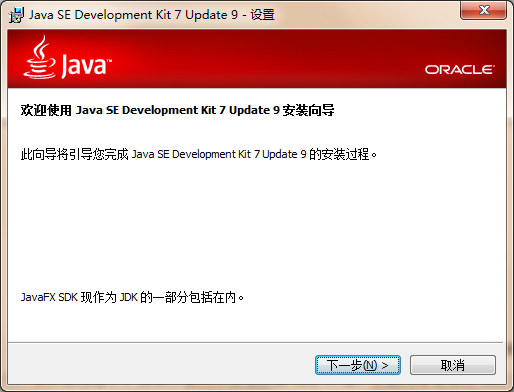 Java SE Development Kit 7 Update 9 - 设置
Java™
ORACLE®
欢迎使用 Java SE Development Kit 7 Update 9 安装向导
此向导将引导您完成 Java SE Development Kit 7 Update 9 的安装过程。
JavaFX SDK 现作为 JDK 的一部分包括在内。
下一步(N) >
取消